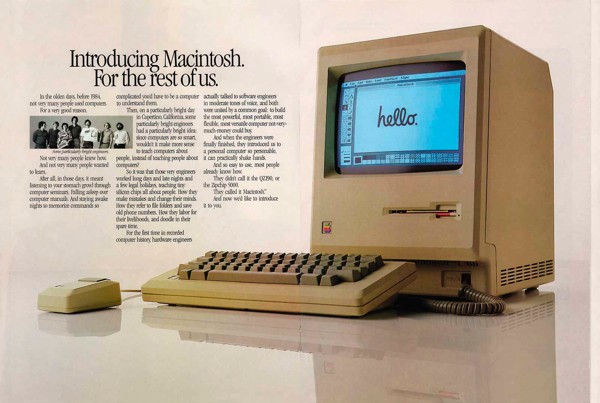 Introducing Macintosh.
For the rest of us.
In the olden days, before 1984,
not very many people used computers.
For a very good reason.
Some particularly bright engineers.
Not very many people knew how.
And not very many people wanted
to learn.
After all, in those days, it meant
listening to your stomach growl through
computer seminars. Falling asleep over
computer manuals. And staying awake
nights to memorize commands so
complicated you'd have to be a computer
to understand them.
Then, on a particularly bright day
in Cupertino, California, some
particularly bright engineers
had a particularly bright idea:
since computers are so smart,
wouldn't it make more sense
to teach computers about
people, instead of teaching people about
computers?
So it was that those very engineers
worked long days and late nights and
a few legal holidays, teaching tiny
silicon chips all about people. How they
make mistakes and change their minds.
How they refer to file folders and save
old phone numbers. How they labor for
their livelihoods, and doodle in their
spare time.
For the first time in recorded
computer history, hardware engineers
actually talked to software engineers
in moderate tones of voice, and both
were united by a common goal: to build
the most powerful, most portable, most
flexible, most versatile computer not-very-
much-money could buy.
And when the engineers were
finally finished, they introduced us to
a personal computer so personable,
it can practically shake hands.
And so easy to use, most people
already know how.
They didn't call it the QZ190, or
the Zipchip 5000.
They called it Macintosh.™
And now we'd like to introduce
it to you.
hello.